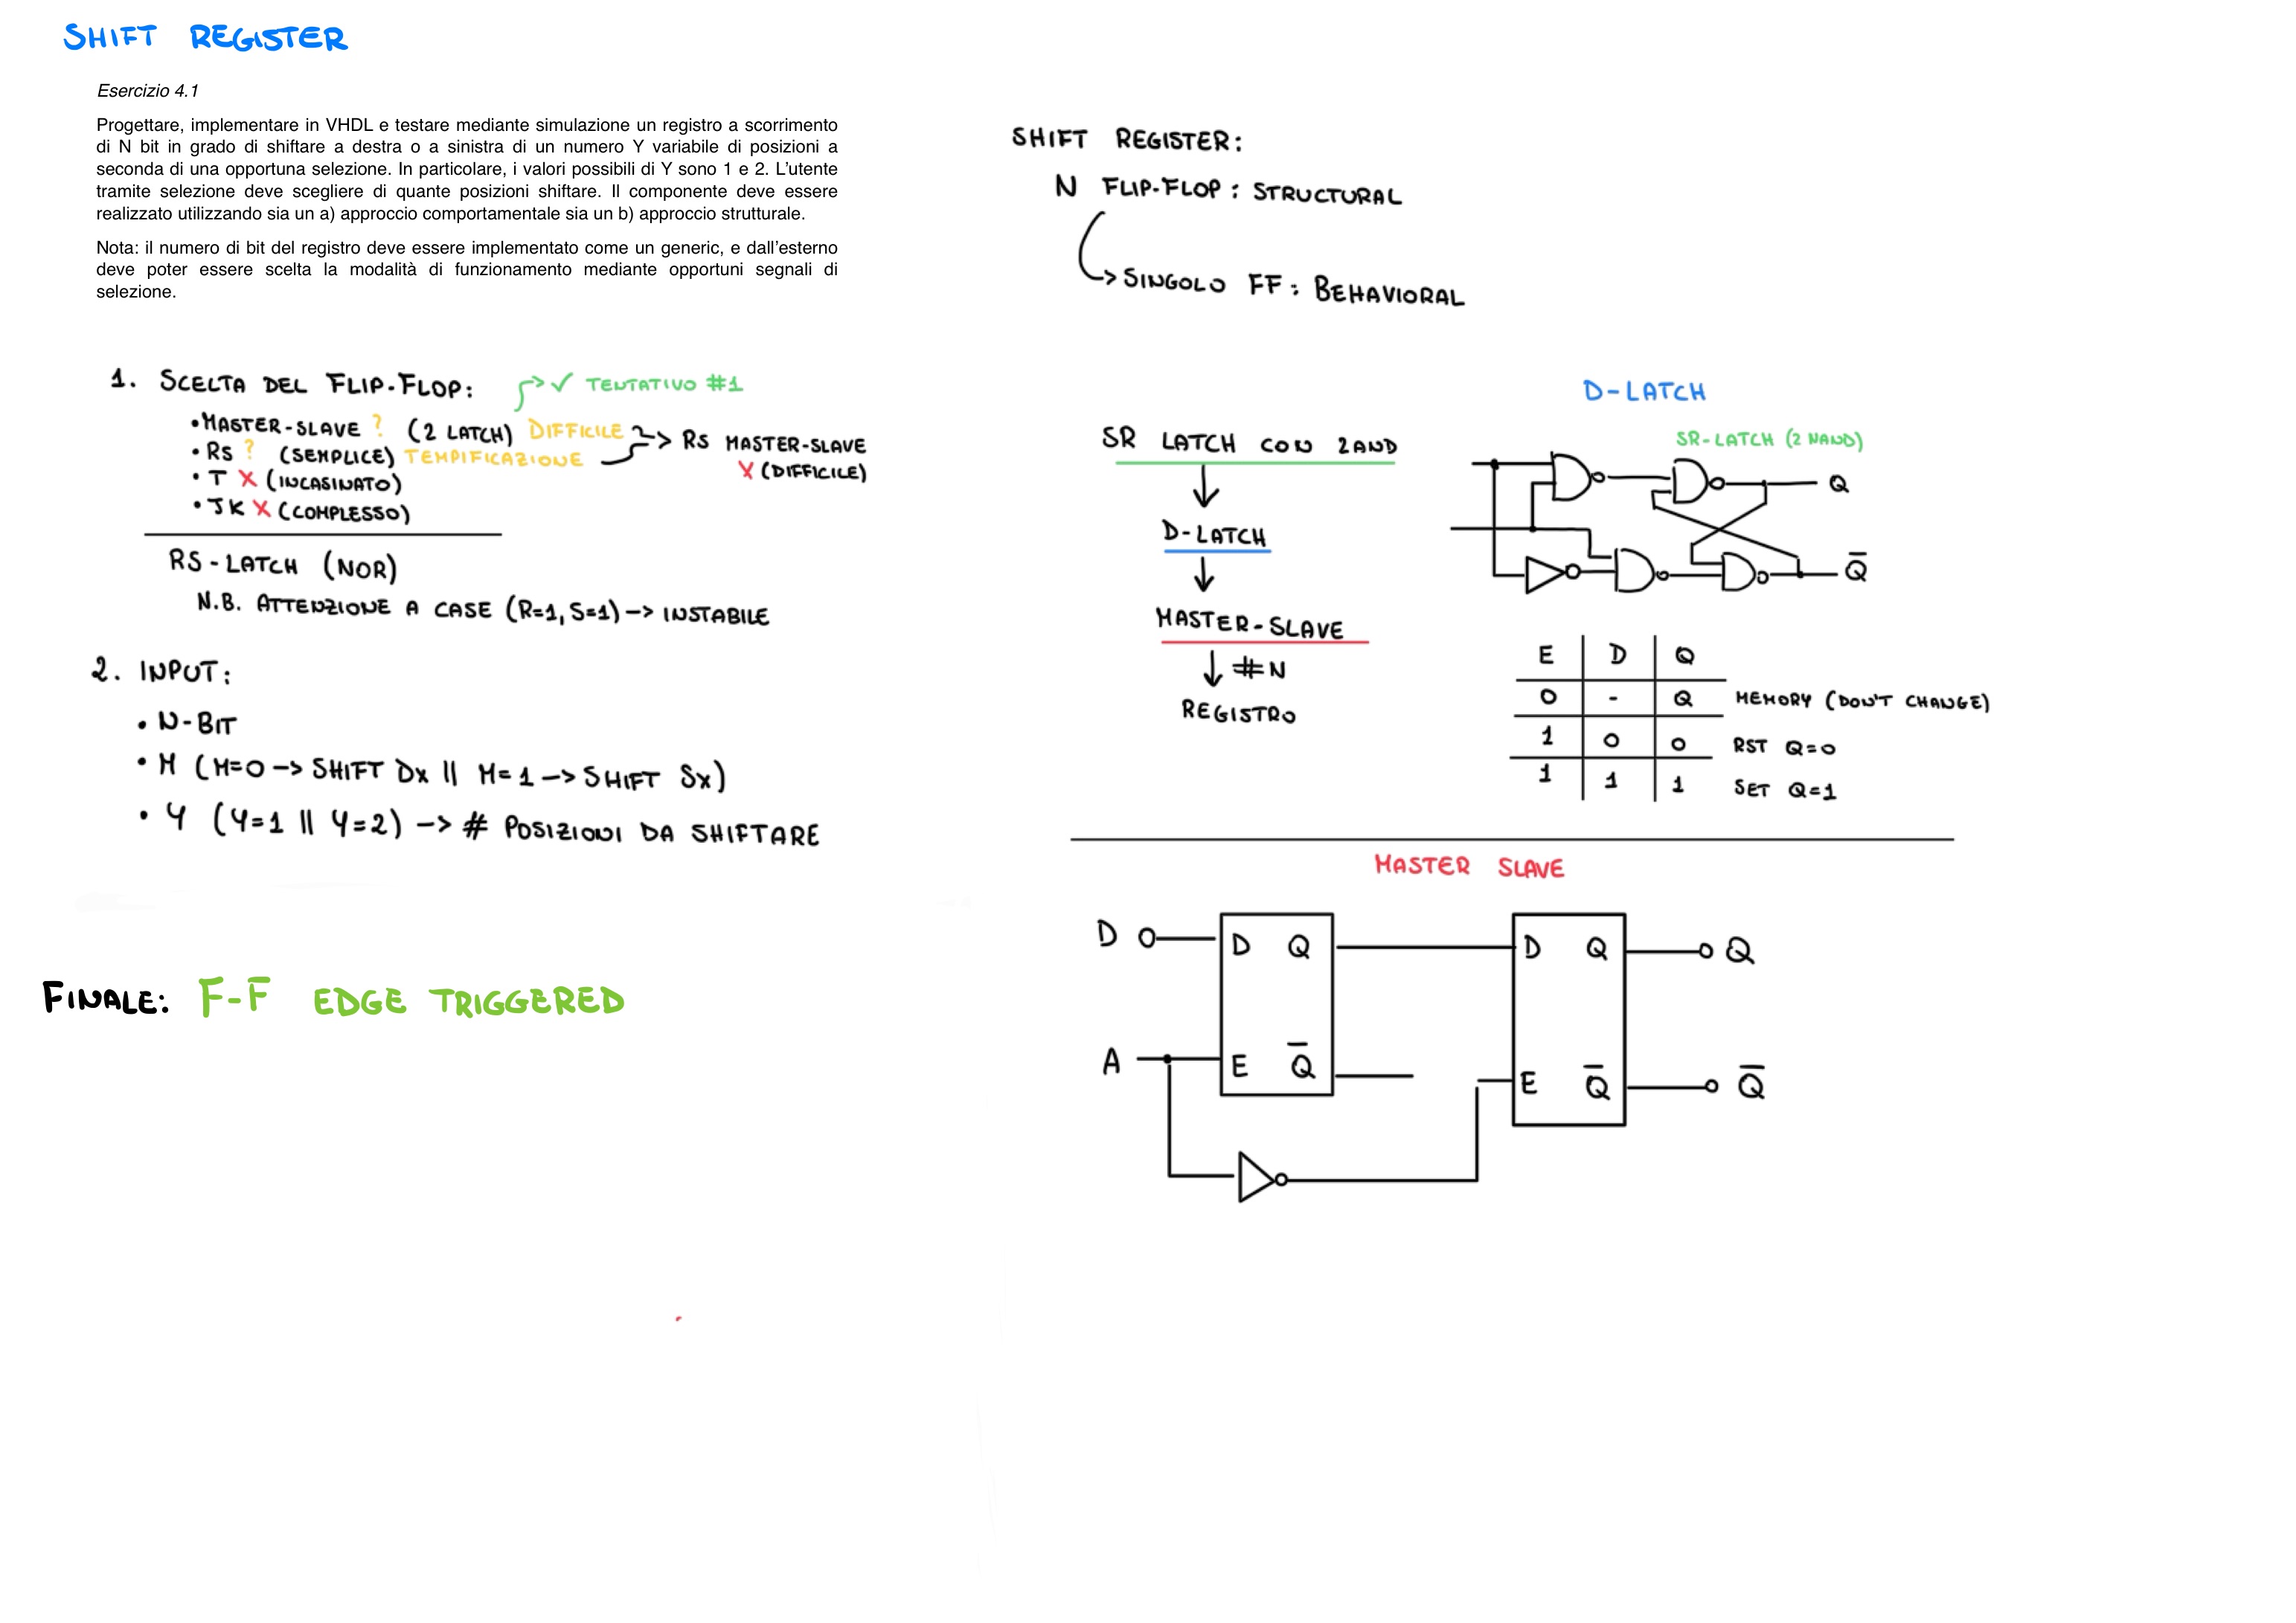 SHIFT REGISTER
Esercizio 4.1
Progettare, implementare in VHDL e testare mediante simulazione un registro a scorrimento
di N bit in grado di shiftare a destra o a sinistra di un numero Y variabile di posizioni a
seconda di una opportuna selezione. In particolare, i valori possibili di Y sono 1 e 2. L'utente
tramite selezione deve scegliere di quante posizioni shiftare. Il componente deve essere
realizzato utilizzando sia un a) approccio comportamentale sia un b) approccio strutturale.
Nota: il numero di bit del registro deve essere implementato come un generic, e dall'esterno
deve poter essere scelta la modalità di funzionamento mediante opportuni segnali di
selezione.
1. SCELTA DEL FLIP-FLOP: -> ✓ TENTATIVO #1
• MASTER-SLAVE ? (2 LATCH) DIFFICILE
• RS ? (SEMPLICE) TEMPIFICAZIONE
-> RS MASTER-SLAVE
X (DIFFICILE)
• T X (INCASINATO)
• JK X (COMPLESSO)
RS-LATCH (NOR)
N.B. ATTENZIONE A CASE (R=1, S=1) -> INSTABILE
2. INPUT:
• N-BIT
• M (M=0 -> SHIFT DX || M=1 -> SHIFT SX)
• Y (Y=1 || Y=2) -> # POSIZIONI DA SHIFTARE
FINALE: F-F EDGE TRIGGERED
SHIFT REGISTER:
N FLIP-FLOP: STRUCTURAL
-> SINGOLO FF: BEHAVIORAL
SR LATCH CON 2AND
D-LATCH
MASTER-SLAVE
#N
REGISTRO
D-LATCH
SR-LATCH (2 NAND)
Q
Q̅
E D Q
0 - Q MEMORY (DON'T CHANGE)
1 0 0 RST Q=0
1 1 1 SET Q=1
MASTER SLAVE
D D Q D Q Q
A E Q̅ E Q̅ Q̅